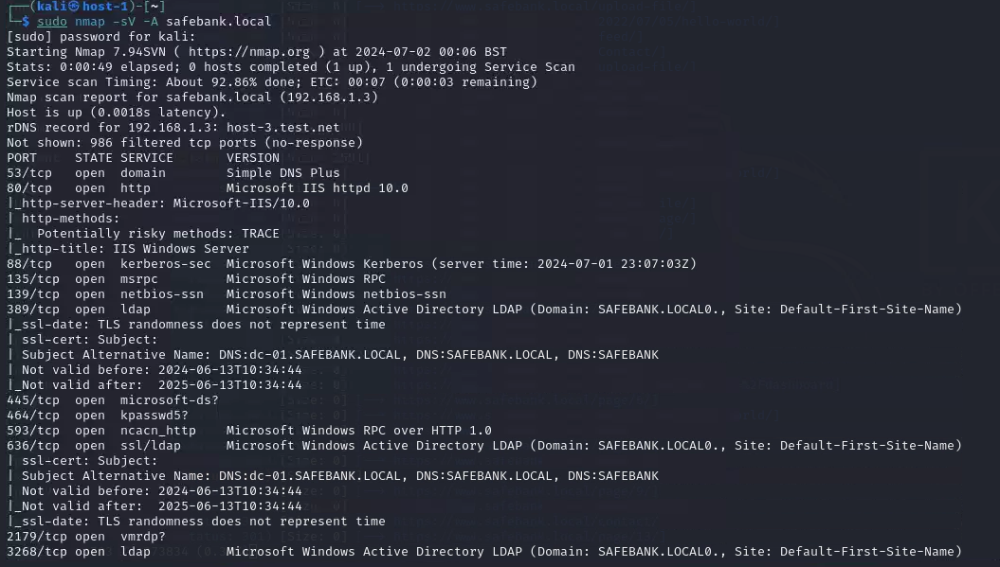 (kali㉿host-1)-[~]
$ sudo nmap -sV -A safebank.local
[sudo] password for kali:
Starting Nmap 7.94SVN ( https://nmap.org ) at 2024-07-02 00:06 BST
Stats: 0:00:49 elapsed; 0 hosts completed (1 up), 1 undergoing Service Scan
Service scan Timing: About 92.86% done; ETC: 00:07 (0:00:03 remaining)
Nmap scan report for safebank.local (192.168.1.3)
Host is up (0.0018s latency).
rDNS record for 192.168.1.3: host-3.test.net
Not shown: 986 filtered tcp ports (no-response)
PORT     STATE SERVICE       VERSION
53/tcp   open  domain        Simple DNS Plus
80/tcp   open  http          Microsoft IIS httpd 10.0
|_http-server-header: Microsoft-IIS/10.0
| http-methods:
|_  Potentially risky methods: TRACE
|_http-title: IIS Windows Server
88/tcp   open  kerberos-sec  Microsoft Windows Kerberos (server time: 2024-07-01 23:07:03Z)
135/tcp  open  msrpc         Microsoft Windows RPC
139/tcp  open  netbios-ssn   Microsoft Windows netbios-ssn
389/tcp  open  ldap          Microsoft Windows Active Directory LDAP (Domain: SAFEBANK.LOCAL0., Site: Default-First-Site-Name)
|_ssl-date: TLS randomness does not represent time
| ssl-cert: Subject:
| Subject Alternative Name: DNS:dc-01.SAFEBANK.LOCAL, DNS:SAFEBANK.LOCAL, DNS:SAFEBANK
| Not valid before: 2024-06-13T10:34:44
|_Not valid after:  2025-06-13T10:34:44
445/tcp  open  microsoft-ds?
464/tcp  open  kpasswd5?
593/tcp  open  ncacn_http    Microsoft Windows RPC over HTTP 1.0
636/tcp  open  ssl/ldap      Microsoft Windows Active Directory LDAP (Domain: SAFEBANK.LOCAL0., Site: Default-First-Site-Name)
| ssl-cert: Subject:
| Subject Alternative Name: DNS:dc-01.SAFEBANK.LOCAL, DNS:SAFEBANK.LOCAL, DNS:SAFEBANK
| Not valid before: 2024-06-13T10:34:44
|_Not valid after:  2025-06-13T10:34:44
|_ssl-date: TLS randomness does not represent time
2179/tcp open  vmrdp?
3268/tcp open  ldap          Microsoft Windows Active Directory LDAP (Domain: SAFEBANK.LOCAL0., Site: Default-First-Site-Name)